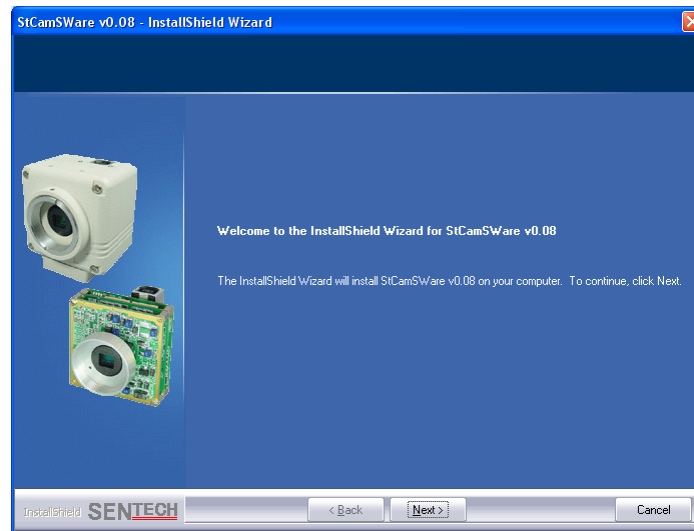 StCamSWare v0.08 - InstallShield Wizard
Welcome to the InstallShield Wizard for StCamSWare v0.08
The InstallShield Wizard will install StCamSWare v0.08 on your computer. To continue, click Next.
InstallShield SENTECH < Back Next > Cancel